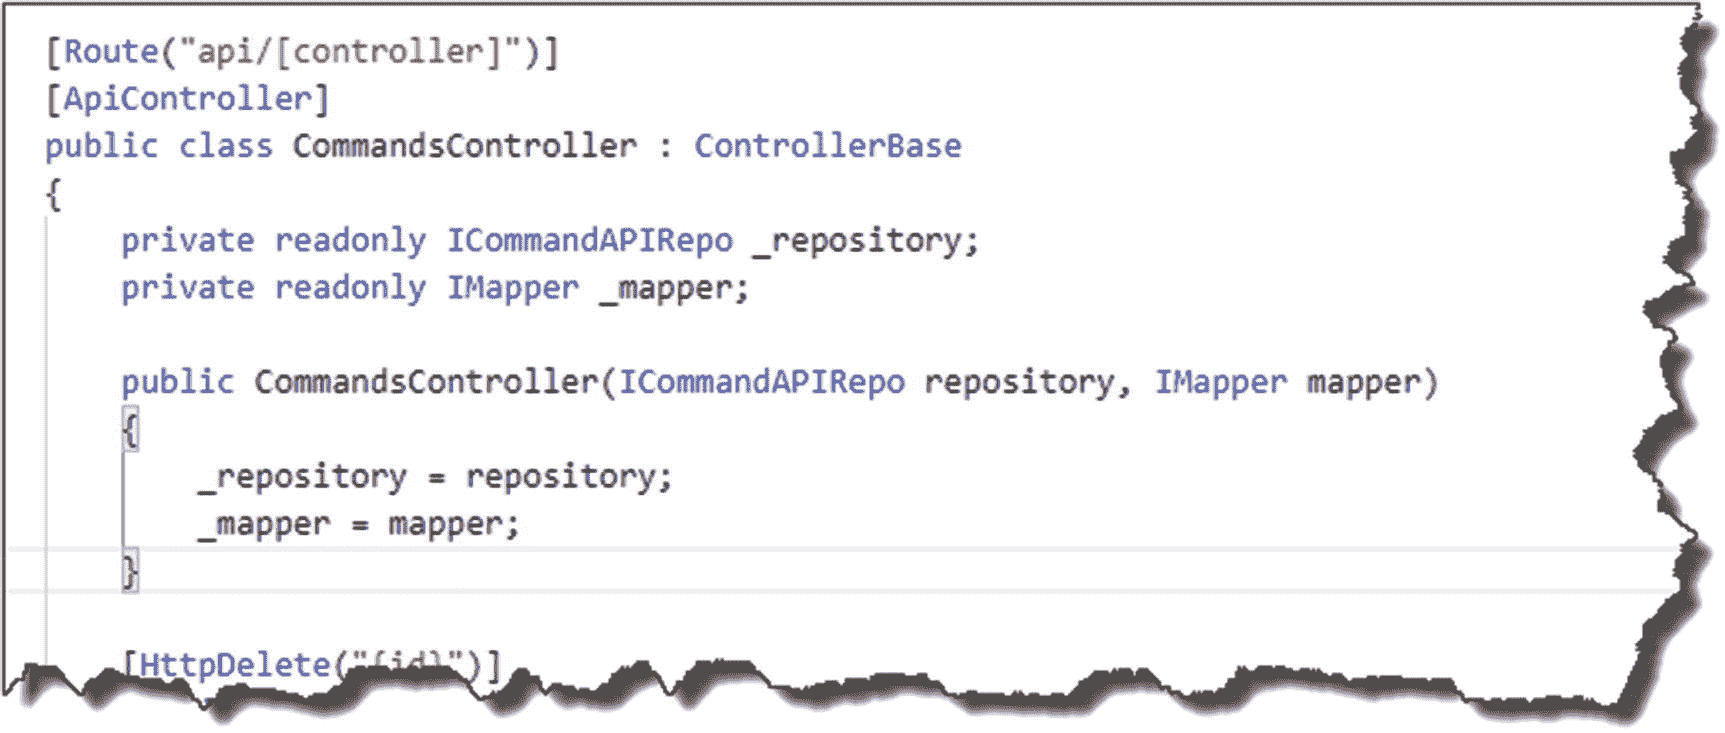 [Route("api/[controller]")]
[ApiController]
public class CommandsController : ControllerBase
{
    private readonly ICommandAPIRepo _repository;
    private readonly IMapper _mapper;
    public CommandsController(ICommandAPIRepo repository, IMapper mapper)
    {
        _repository = repository;
        _mapper = mapper;
    }
    [HttpDelete("{id}")]